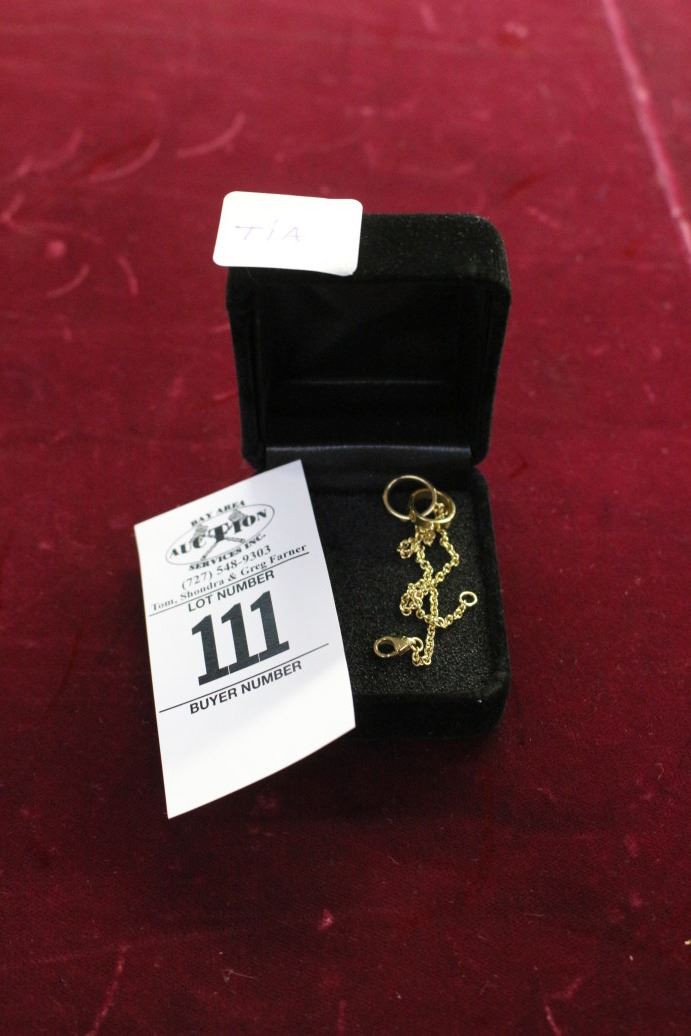 TIA
BAY AREA
AUCTION
SERVICES INC.
(727) 548-9303
Tom, Shondra & Greg Farner
LOT NUMBER
111
BUYER NUMBER